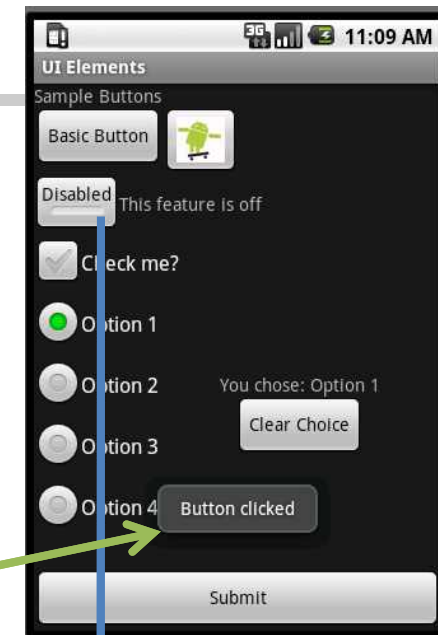 3G 11:09 AM
UI Elements
Sample Buttons
Basic Button
Disabled This feature is off
Check me?
Option 1
Option 2 You chose: Option 1
Clear Choice
Option 3
Option 4 Button clicked
Submit